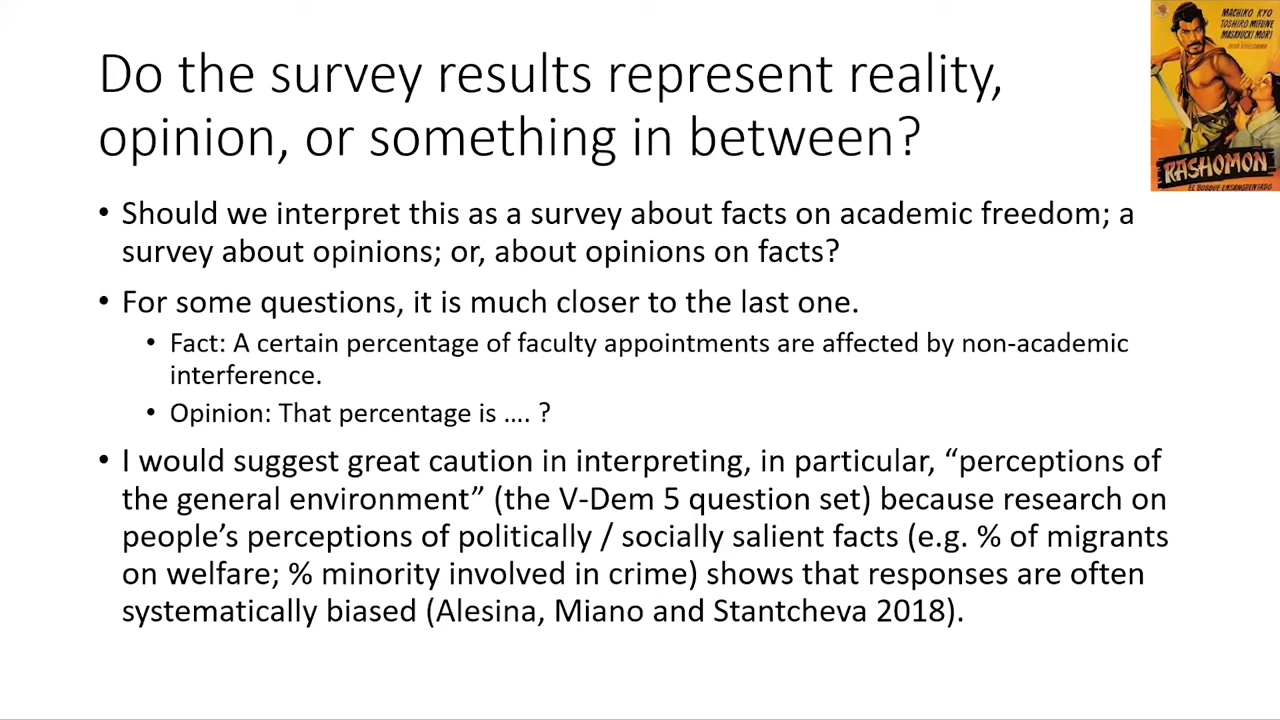 Do the survey results represent reality,
opinion, or something in between?
MACHIKO KYO
TOSHIRO MIFUNE
MASAYUKI MORI
RASHOMON
EL BOSQUE ENSANGRENTADO
• Should we interpret this as a survey about facts on academic freedom; a
survey about opinions; or, about opinions on facts?
• For some questions, it is much closer to the last one.
• Fact: A certain percentage of faculty appointments are affected by non-academic
interference.
• Opinion: That percentage is …. ?
• I would suggest great caution in interpreting, in particular, “perceptions of
the general environment” (the V-Dem 5 question set) because research on
people’s perceptions of politically / socially salient facts (e.g. % of migrants
on welfare; % minority involved in crime) shows that responses are often
systematically biased (Alesina, Miano and Stantcheva 2018).